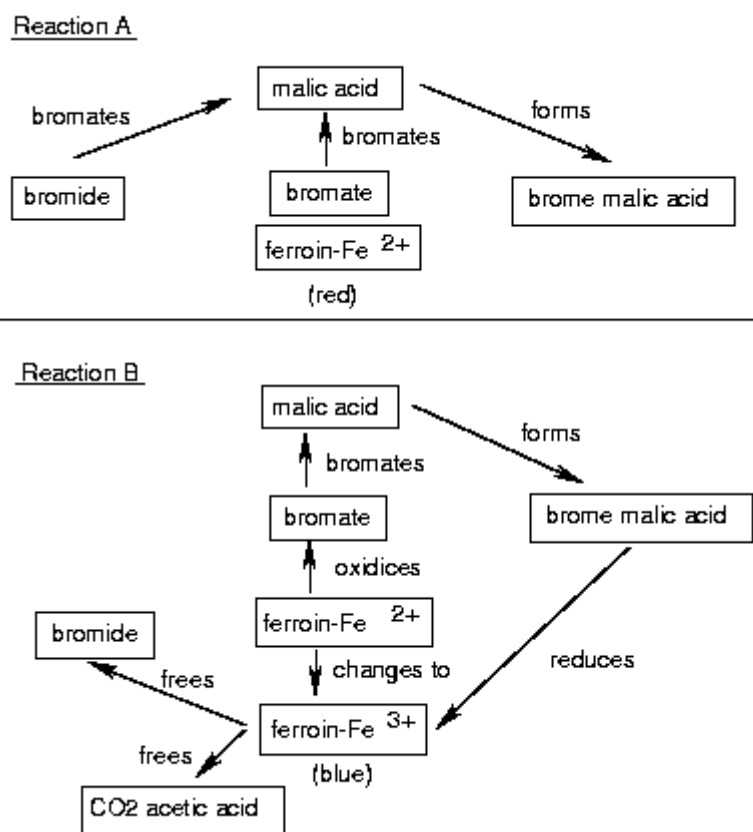 Reaction A
malic acid
bromates
forms
bromates
bromide
bromate
brome malic acid
ferroin-Fe 2+
(red)
Reaction B
malic acid
forms
bromates
bromate
brome malic acid
oxidices
ferroin-Fe 2+
bromide
changes to
reduces
frees
ferroin-Fe 3+
frees
(blue)
CO2 acetic acid